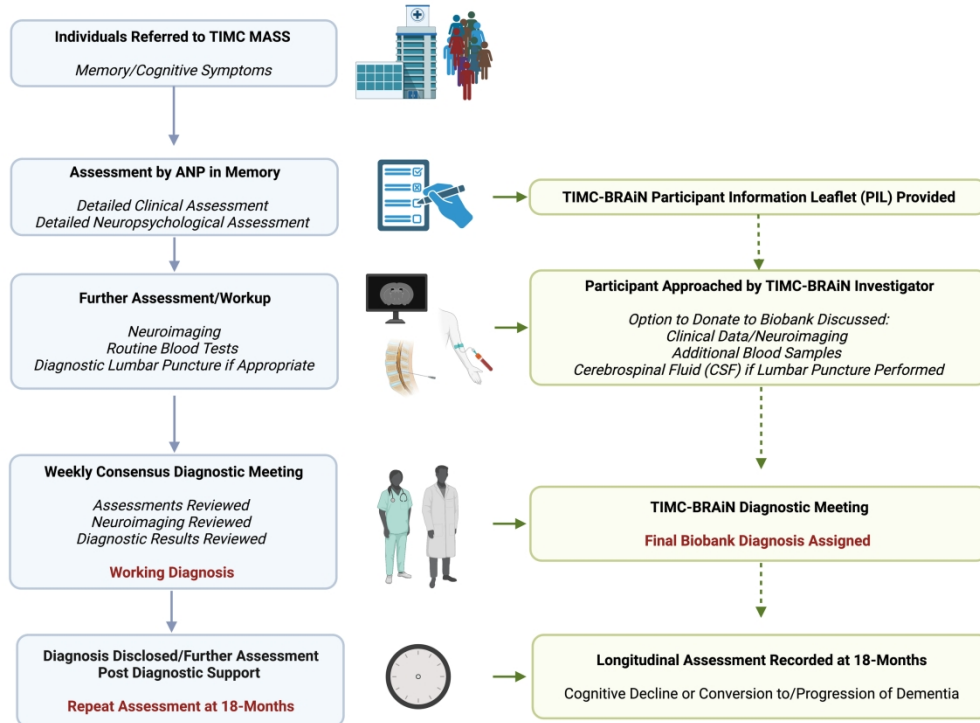 Individuals Referred to TIMC MASS
Memory/Cognitive Symptoms
Assessment by ANP in Memory
Detailed Clinical Assessment
Detailed Neuropsychological Assessment
TIMC-BRAiN Participant Information Leaflet (PIL) Provided
Further Assessment/Workup
Neuroimaging
Routine Blood Tests
Diagnostic Lumbar Puncture if Appropriate
Participant Approached by TIMC-BRAiN Investigator
Option to Donate to Biobank Discussed:
Clinical Data/Neuroimaging
Additional Blood Samples
Cerebrospinal Fluid (CSF) if Lumbar Puncture Performed
Weekly Consensus Diagnostic Meeting
Assessments Reviewed
Neuroimaging Reviewed
Diagnostic Results Reviewed
Working Diagnosis
TIMC-BRAiN Diagnostic Meeting
Final Biobank Diagnosis Assigned
Diagnosis Disclosed/Further Assessment
Post Diagnostic Support
Repeat Assessment at 18-Months
Longitudinal Assessment Recorded at 18-Months
Cognitive Decline or Conversion to/Progression of Dementia